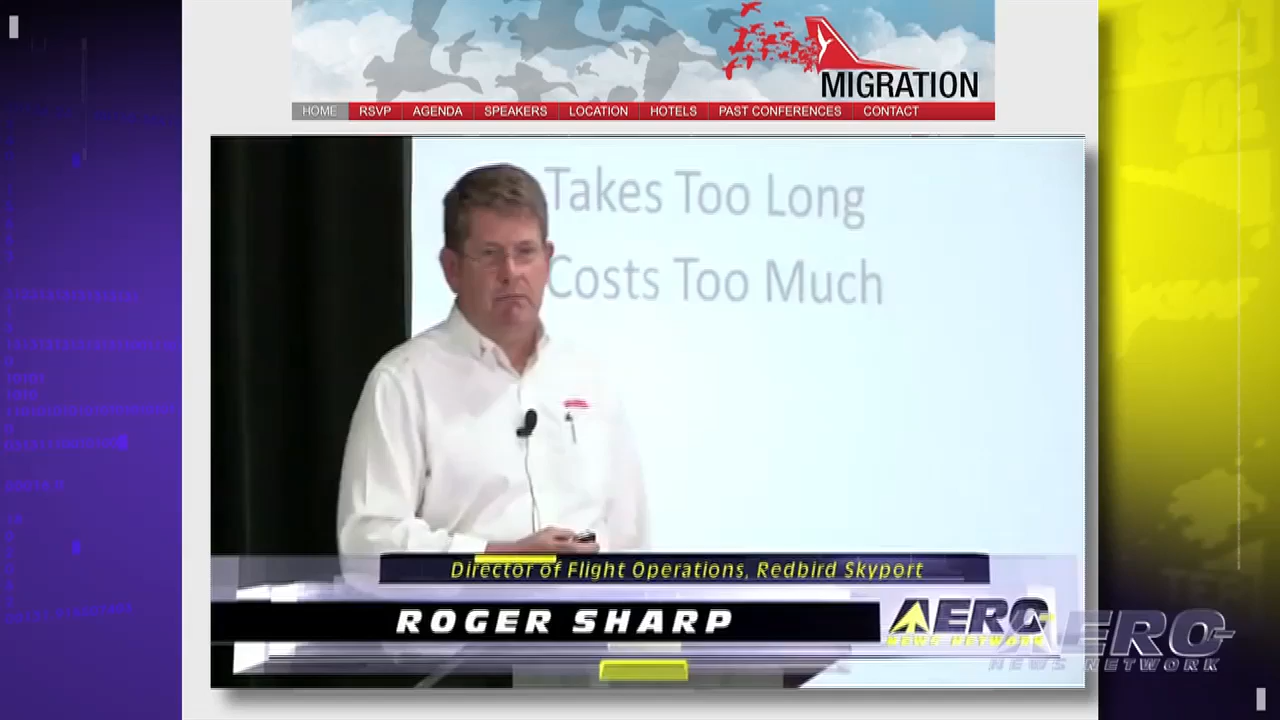 MIGRATION
HOME RSVP AGENDA SPEAKERS LOCATION HOTELS PAST CONFERENCES CONTACT
Takes Too Long
Costs Too Much
Director of Flight Operations, Redbird Skyport
ROGER SHARP
AERO
NEWS NETWORK
AERO
NEWS NETWORK